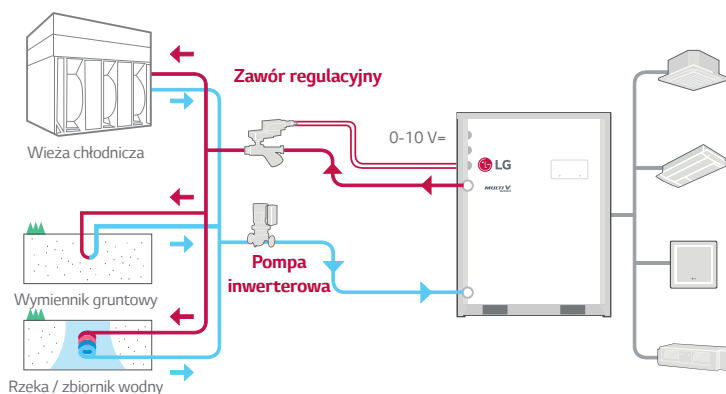 Zawór regulacyjny
0-10 V=
Wieża chłodnicza
LG
MULTI V
Pompa
inwerterowa
Wymiennik gruntowy
Rzeka / zbiornik wodny